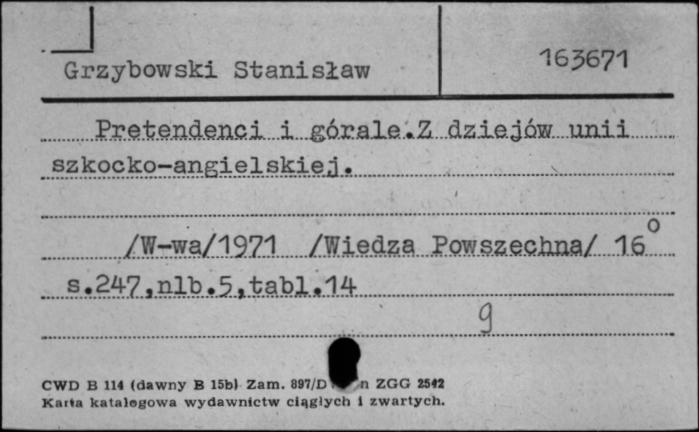 Grzybowski Stanisław
163671
Pretendenci i górale.Z dziejów unii
szkocko-angielskiej.
/W-wa/1971 /Wiedza Powszechna/ 16°
s.247,nlb.5,tabl.14
9
CWD B 114 (dawny B 15b) Zam. 897/D n ZGG 2542
Karta katalogowa wydawnictw ciągłych i zwartych.